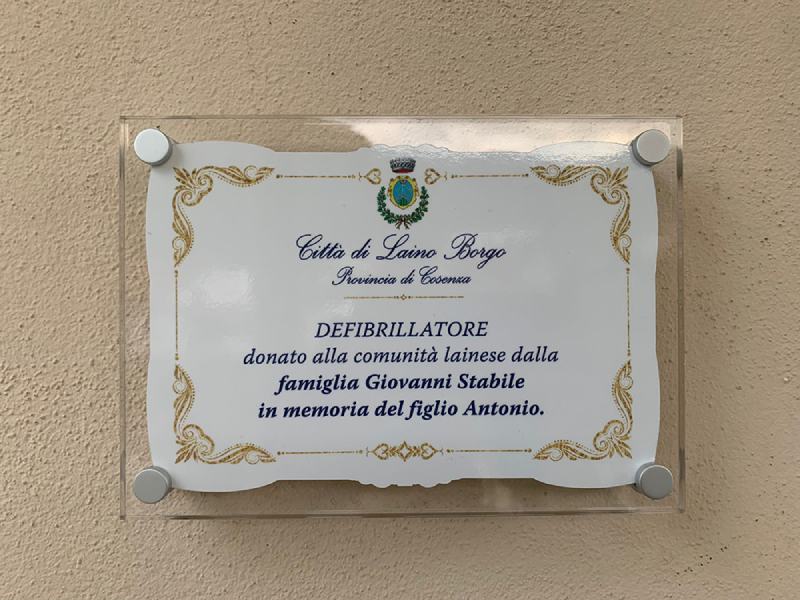 Città di Laino Borgo
Provincia di Cosenza
DEFIBRILLATORE
donato alla comunità lainese dalla
famiglia Giovanni Stabile
in memoria del figlio Antonio.